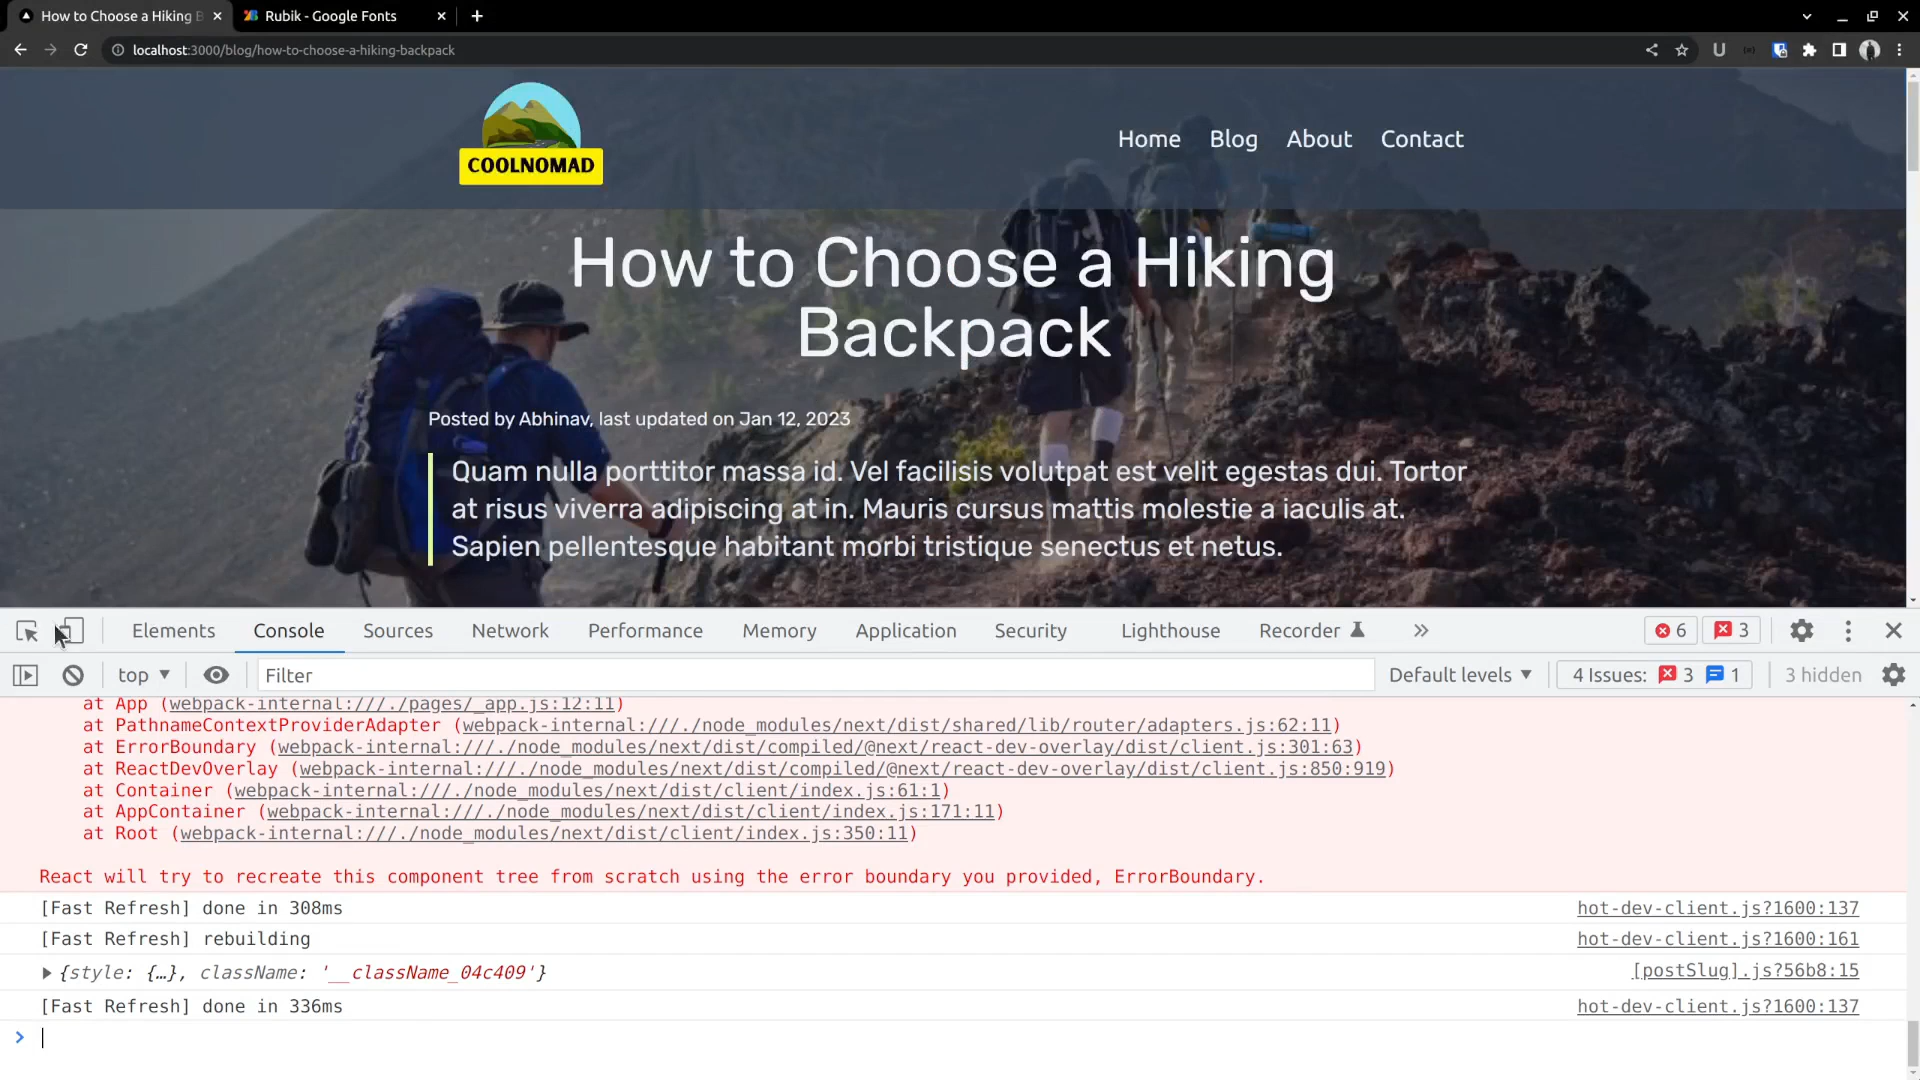 How to Choose a Hiking B
Rubik - Google Fonts
localhost:3000/blog/how-to-choose-a-hiking-backpack
COOLNOMAD
Home Blog About Contact
How to Choose a Hiking
Backpack
Posted by Abhinav, last updated on Jan 12, 2023
Quam nulla porttitor massa id. Vel facilisis volutpat est velit egestas dui. Tortor
at risus viverra adipiscing at in. Mauris cursus mattis molestie a iaculis at.
Sapien pellentesque habitant morbi tristique senectus et netus.
Elements Console Sources Network Performance Memory Application Security Lighthouse Recorder 6 3
top Filter Default levels 4 Issues: 3 1 3 hidden
at App (webpack-internal:///./pages/_app.js:12:11)
at PathnameContextProviderAdapter (webpack-internal:///./node_modules/next/dist/shared/lib/router/adapters.js:62:11)
at ErrorBoundary (webpack-internal:///./node_modules/next/dist/compiled/@next/react-dev-overlay/dist/client.js:301:63)
at ReactDevOverlay (webpack-internal:///./node_modules/next/dist/compiled/@next/react-dev-overlay/dist/client.js:850:919)
at Container (webpack-internal:///./node_modules/next/dist/client/index.js:61:1)
at AppContainer (webpack-internal:///./node_modules/next/dist/client/index.js:171:11)
at Root (webpack-internal:///./node_modules/next/dist/client/index.js:350:11)
React will try to recreate this component tree from scratch using the error boundary you provided, ErrorBoundary.
[Fast Refresh] done in 308ms hot-dev-client.js?1600:137
[Fast Refresh] rebuilding hot-dev-client.js?1600:161
{style: {…}, className: '__className_04c409'} [postSlug].js?56b8:15
[Fast Refresh] done in 336ms hot-dev-client.js?1600:137